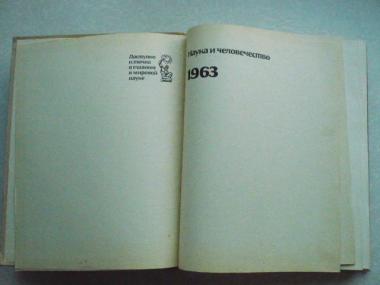 Доступно
и точно
о главном
в мировой
науке
Наука и человечество
1963